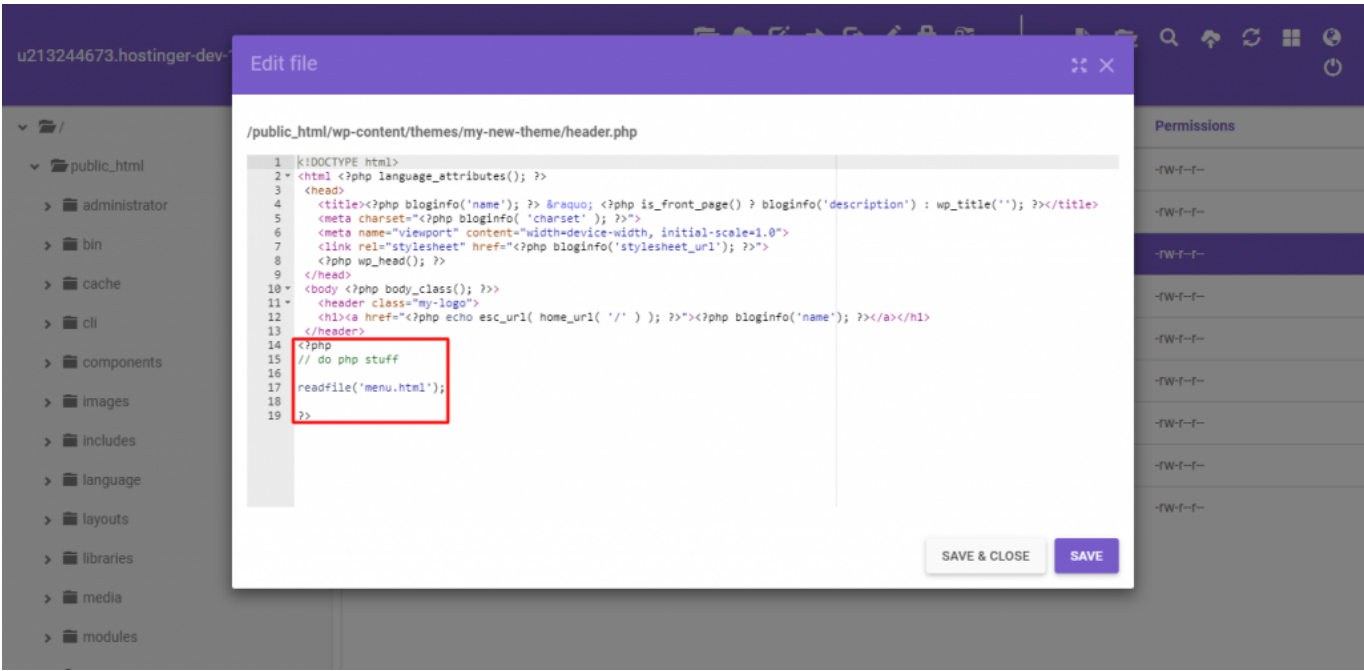 u213244673.hostinger-dev-
Edit file
/public_html/wp-content/themes/my-new-theme/header.php
1 <!DOCTYPE html>
2 <html <?php language_attributes(); ?>
3 <head>
4 <title><?php bloginfo('name'); ?> &raquo; <?php is_front_page() ? bloginfo('description') : wp_title(''); ?></title>
5 <meta charset="<?php bloginfo( 'charset' ); ?>">
6 <meta name="viewport" content="width=device-width, initial-scale=1.0">
7 <link rel="stylesheet" href="<?php bloginfo('stylesheet_url'); ?>">
8 <?php wp_head(); ?>
9 </head>
10 <body <?php body_class(); ?>>
11 <header class="my-logo">
12 <h1><a href="<?php echo esc_url( home_url( '/' ) ); ?>"><?php bloginfo('name'); ?></a></h1>
13 </header>
14 <?php
15 // do php stuff
16
17 readfile('menu.html');
18
19 ?>
SAVE & CLOSE
SAVE
/
public_html
administrator
bin
cache
cli
components
images
includes
language
layouts
libraries
media
modules
Permissions
-rw-r--r--
-rw-r--r--
-rw-r--r--
-rw-r--r--
-rw-r--r--
-rw-r--r--
-rw-r--r--
-rw-r--r--
-rw-r--r--